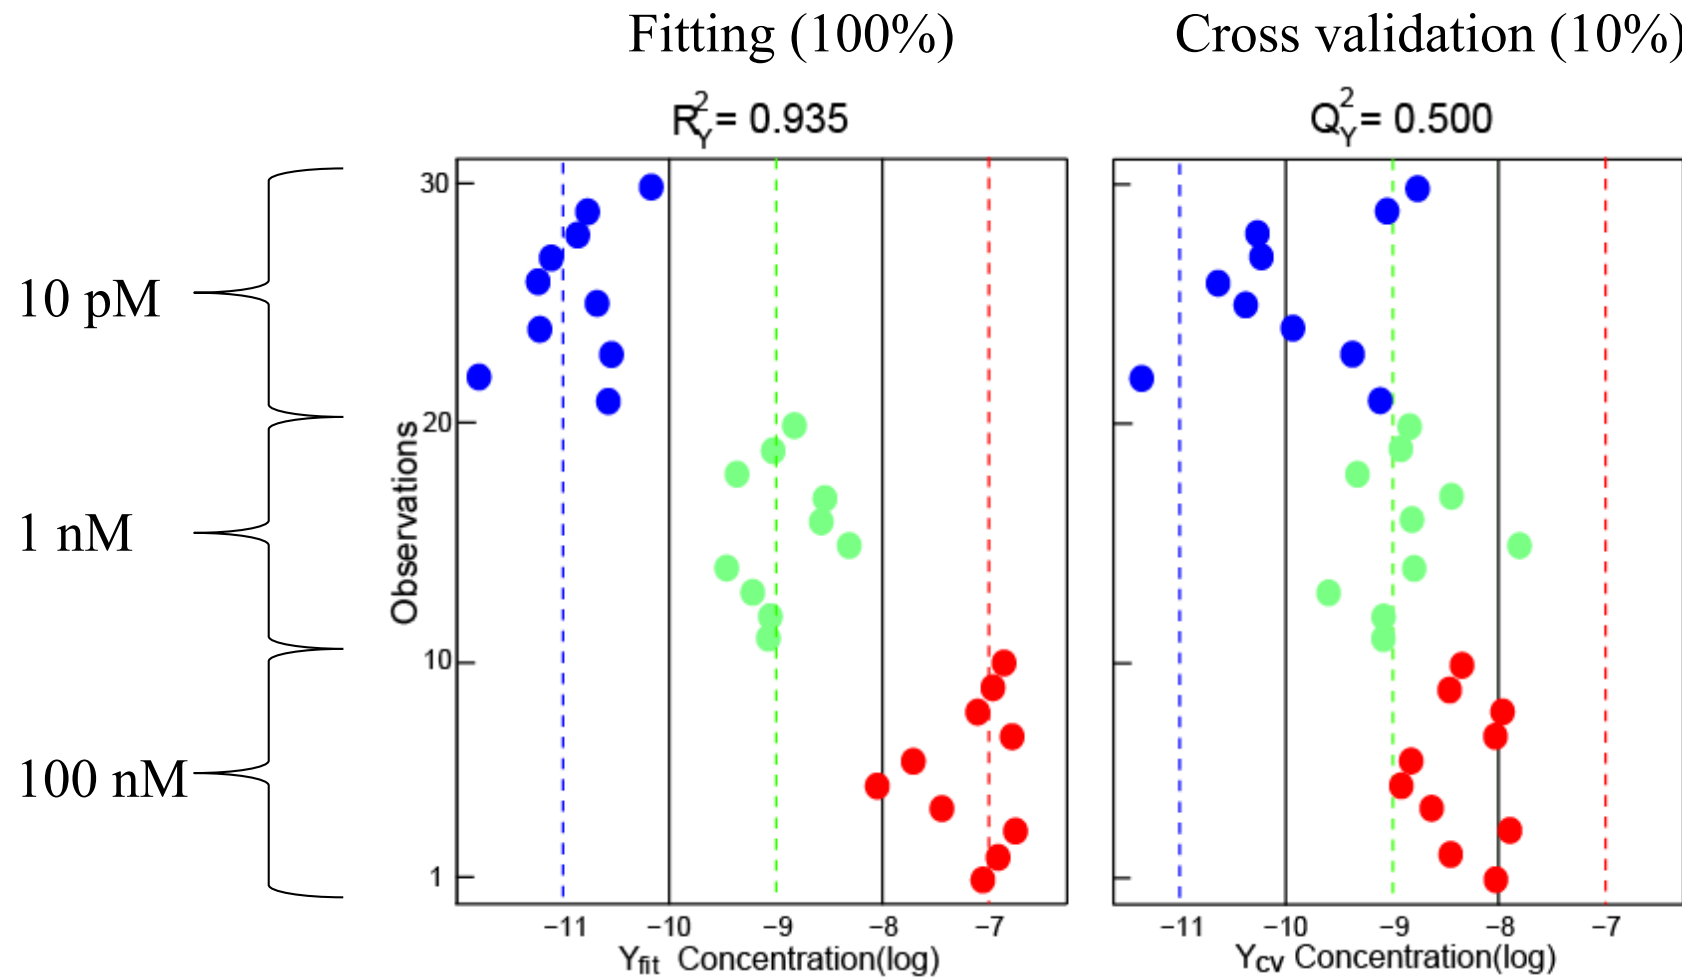 Fitting (100%)
Cross validation (10%)
R²Y = 0.935
Q²Y = 0.500
10 pM
1 nM
100 nM
Observations
30
20
10
1
−11
−10
−9
−8
−7
Yfit Concentration(log)
−11
−10
−9
−8
−7
YCV Concentration(log)